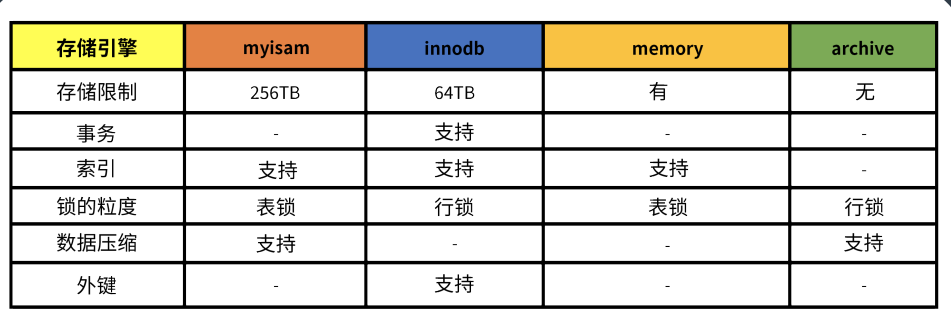 存储引擎 myisam innodb memory archive
存储限制 256TB 64TB 有 无
事务 - 支持 - -
索引 支持 支持 支持 -
锁的粒度 表锁 行锁 表锁 行锁
数据压缩 支持 - - 支持
外键 - 支持 - -